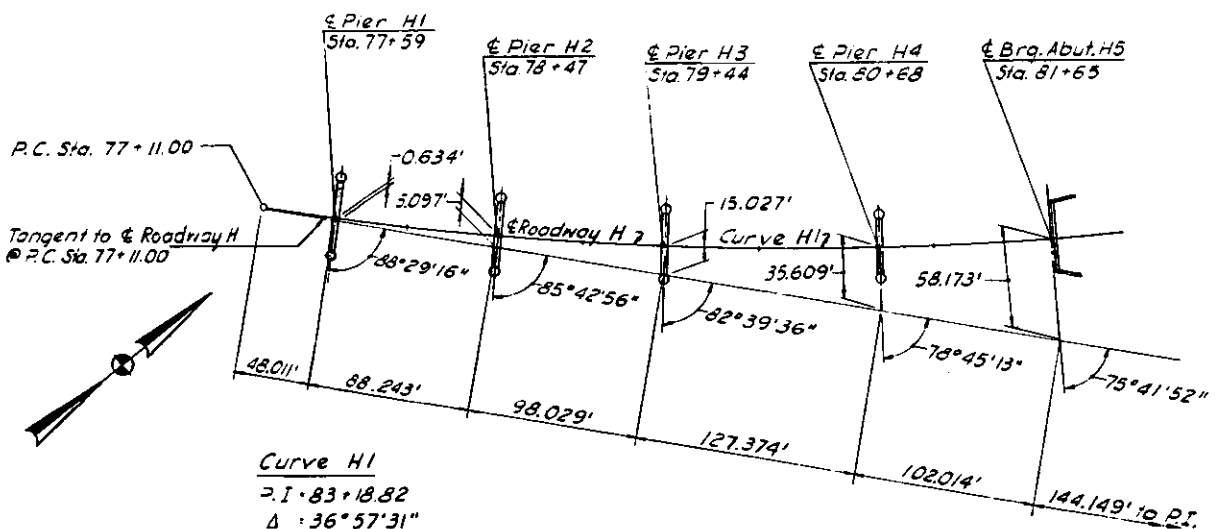 ℄ Pier H1
Sta. 77+59
℄ Pier H2
Sta. 78+47
℄ Pier H3
Sta. 79+44
℄ Pier H4
Sta. 80+68
℄ Brg. Abut. H5
Sta. 81+65
P.C. Sta. 77+11.00
0.634'
5.097'
15.027'
℄ Roadway H
Curve H1
35.609'
58.173'
Tangent to ℄ Roadway H
@ P.C. Sta. 77+11.00
88°29'16"
85°42'56"
82°39'36"
78°45'13"
75°41'52"
48.011'
88.243'
98.029'
127.374'
102.014'
144.149' to P.I.
Curve H1
P.I = 83+18.82
Δ = 36°57'31"